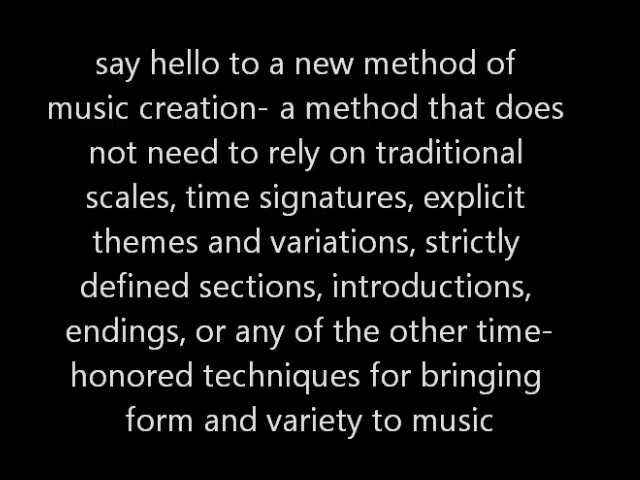 say hello to a new method of
music creation- a method that does
not need to rely on traditional
scales, time signatures, explicit
themes and variations, strictly
defined sections, introductions,
endings, or any of the other time-
honored techniques for bringing
form and variety to music